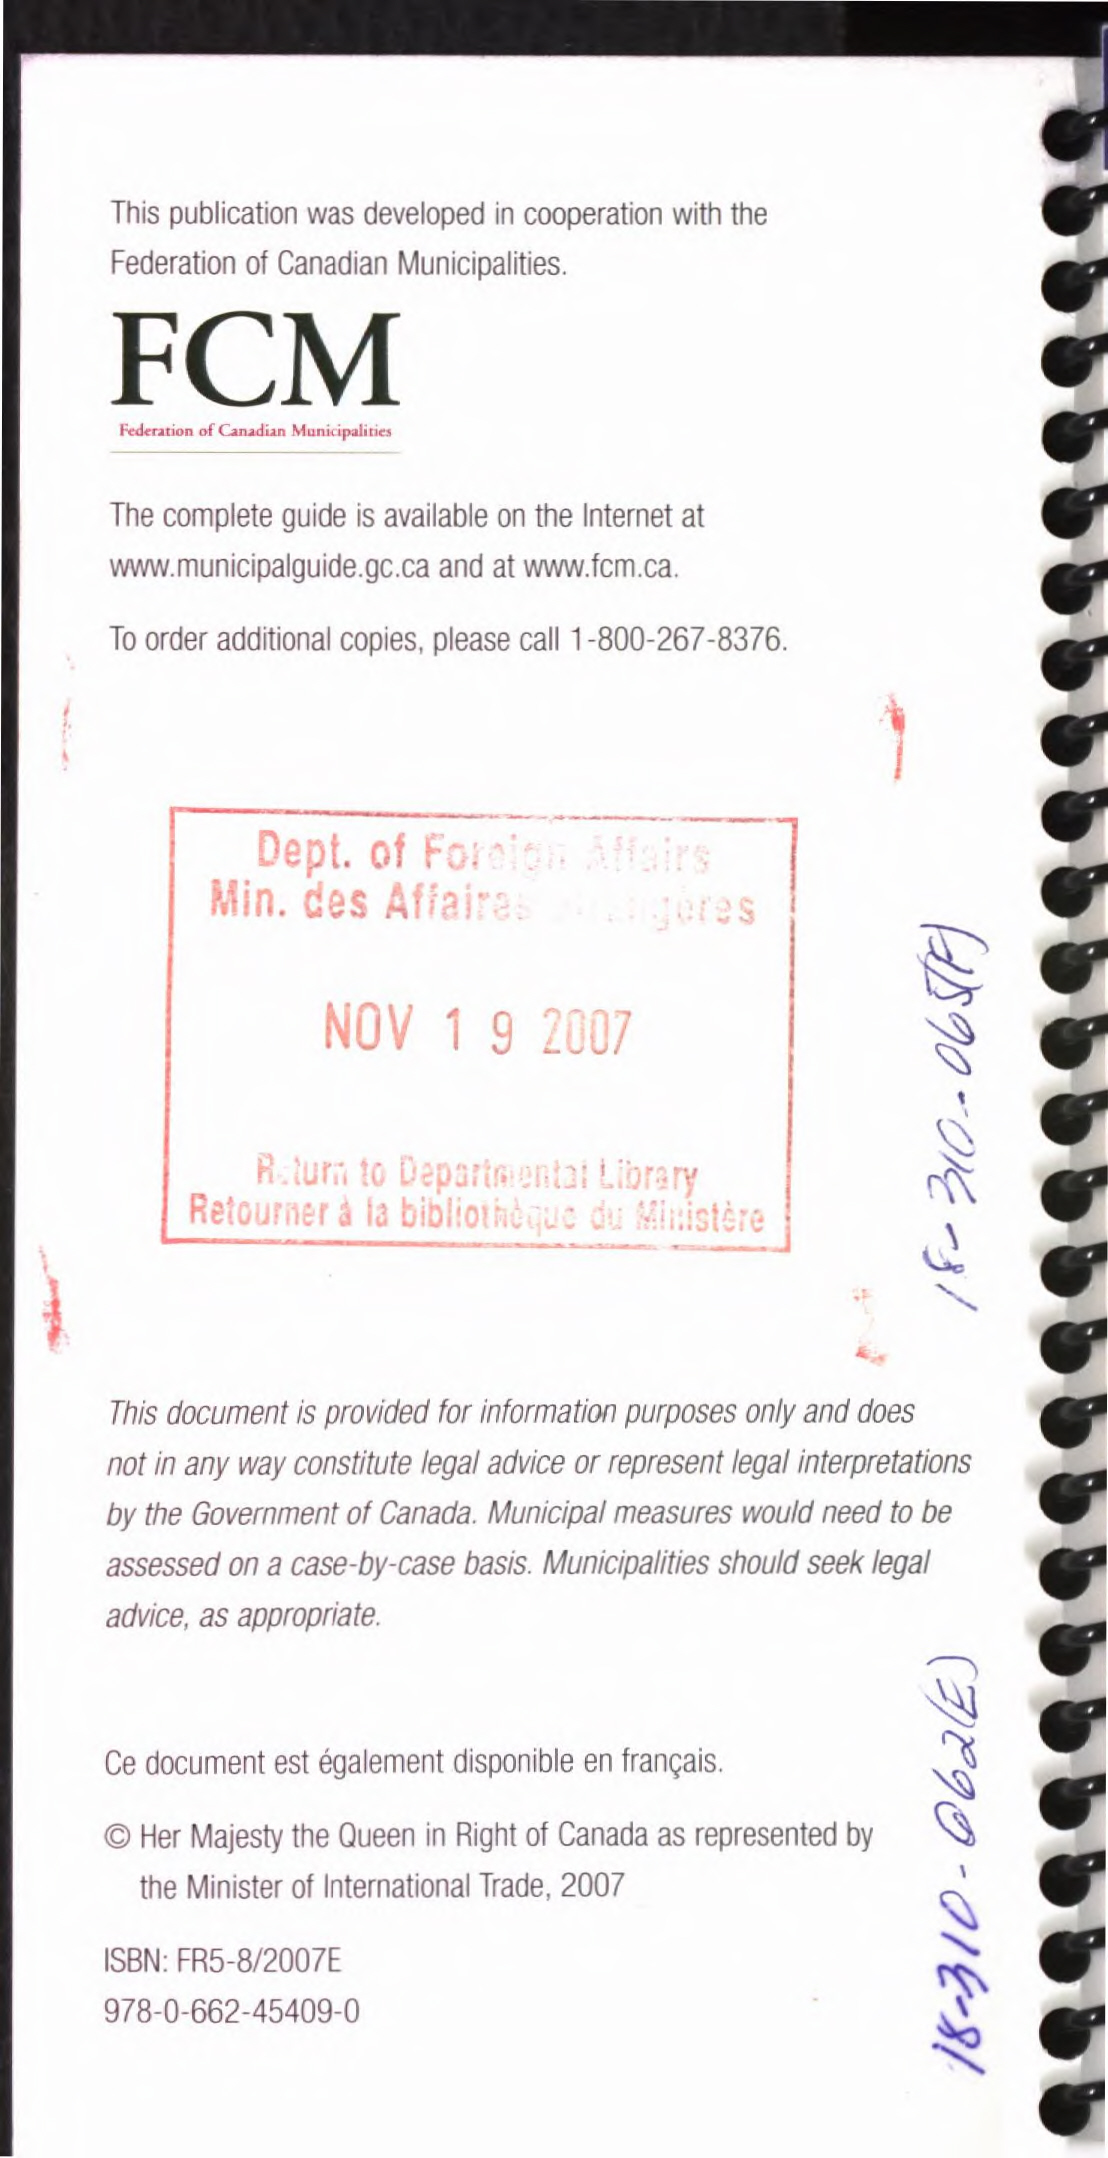 This publication was developed in cooperation with the
Federation of Canadian Municipalities.
FCM
Federation of Canadian Municipalities
The complete guide is available on the Internet at
www.municipalguide.gc.ca and at www.fcm.ca.
To order additional copies, please call 1-800-267-8376.
Dept. of Foreign Affairs
Min. des Affaires
NOV 19 2007
Return to Departmental Library
Retourner à la bibliothèque du Ministère
18-310-065(F)
This document is provided for information purposes only and does
not in any way constitute legal advice or represent legal interpretations
by the Government of Canada. Municipal measures would need to be
assessed on a case-by-case basis. Municipalities should seek legal
advice, as appropriate.
Ce document est également disponible en français.
© Her Majesty the Queen in Right of Canada as represented by
the Minister of International Trade, 2007
ISBN: FR5-8/2007E
978-0-662-45409-0
18-310-062(E)